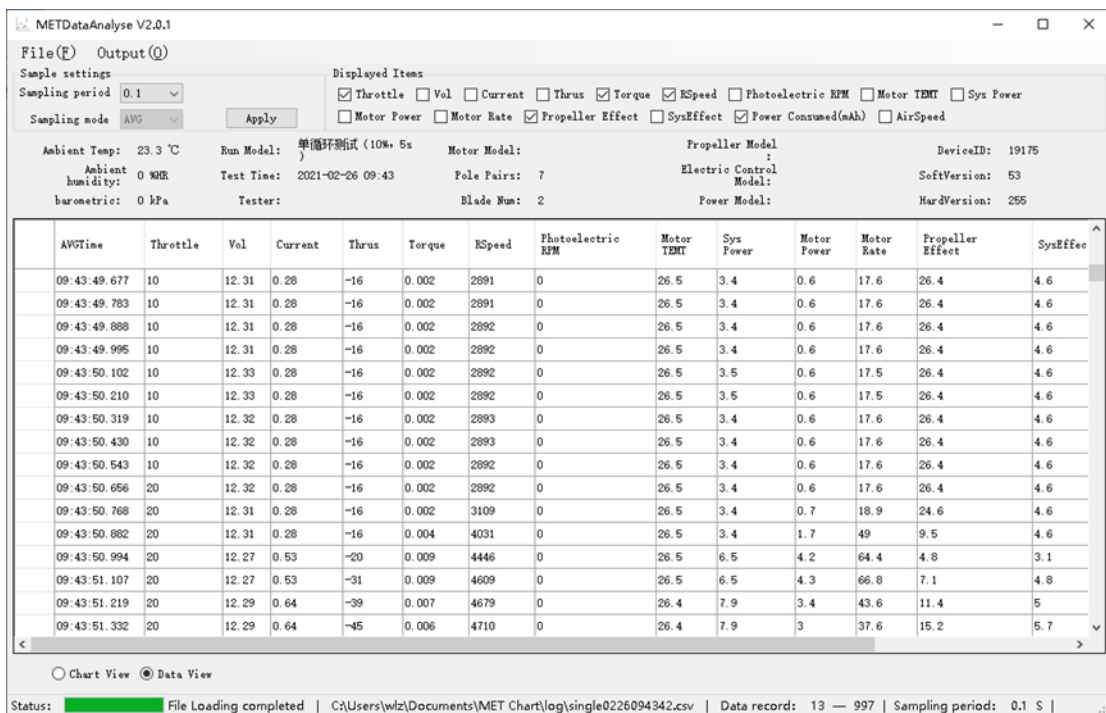 METDataAnalyse V2.0.1
File(F) Output(O)
Sample settings
Sampling period 0.1
Sampling mode AVG Apply
Displayed Items
Throttle Vol Current Thrus Torque RSpeed Photoelectric RPM Motor TEMT Sys Power
Motor Power Motor Rate Propeller Effect SysEffect Power Consumed(mAh) AirSpeed
Ambient Temp: 23.3 ℃ Run Model: 单循环测试 (10%, 5s) Motor Model: Propeller Model: DeviceID: 19175
Ambient humidity: 0 %HR Test Time: 2021-02-26 09:43 Pole Pairs: 7 Electric Control Model: SoftVersion: 53
barometric: 0 kPa Tester: Blade Num: 2 Power Model: HardVersion: 255
AVGTime Throttle Vol Current Thrus Torque RSpeed Photoelectric RPM Motor TEMT Sys Power Motor Power Motor Rate Propeller Effect SysEffec
09:43:49.677 10 12.31 0.28 -16 0.002 2891 0 26.5 3.4 0.6 17.6 26.4 4.6
09:43:49.783 10 12.31 0.28 -16 0.002 2891 0 26.5 3.4 0.6 17.6 26.4 4.6
09:43:49.888 10 12.31 0.28 -16 0.002 2892 0 26.5 3.4 0.6 17.6 26.4 4.6
09:43:49.995 10 12.31 0.28 -16 0.002 2892 0 26.5 3.4 0.6 17.6 26.4 4.6
09:43:50.102 10 12.33 0.28 -16 0.002 2892 0 26.5 3.5 0.6 17.5 26.4 4.6
09:43:50.210 10 12.33 0.28 -16 0.002 2892 0 26.5 3.5 0.6 17.5 26.4 4.6
09:43:50.319 10 12.32 0.28 -16 0.002 2893 0 26.5 3.4 0.6 17.6 26.4 4.6
09:43:50.430 10 12.32 0.28 -16 0.002 2893 0 26.5 3.4 0.6 17.6 26.4 4.6
09:43:50.543 10 12.32 0.28 -16 0.002 2892 0 26.5 3.4 0.6 17.6 26.4 4.6
09:43:50.656 20 12.32 0.28 -16 0.002 2892 0 26.5 3.4 0.6 17.6 26.4 4.6
09:43:50.768 20 12.31 0.28 -16 0.002 3109 0 26.5 3.4 0.7 18.9 24.6 4.6
09:43:50.882 20 12.31 0.28 -16 0.004 4031 0 26.5 3.4 1.7 49 9.5 4.6
09:43:50.994 20 12.27 0.53 -20 0.009 4446 0 26.5 6.5 4.2 64.4 4.8 3.1
09:43:51.107 20 12.27 0.53 -31 0.009 4609 0 26.5 6.5 4.3 66.8 7.1 4.8
09:43:51.219 20 12.29 0.64 -39 0.007 4679 0 26.4 7.9 3.4 43.6 11.4 5
09:43:51.332 20 12.29 0.64 -45 0.006 4710 0 26.4 7.9 3 37.6 15.2 5.7
Chart View Data View
Status: File Loading completed | C:\Users\wlz\Documents\MET Chart\log\single0226094342.csv | Data record: 13 — 997 | Sampling period: 0.1 S |